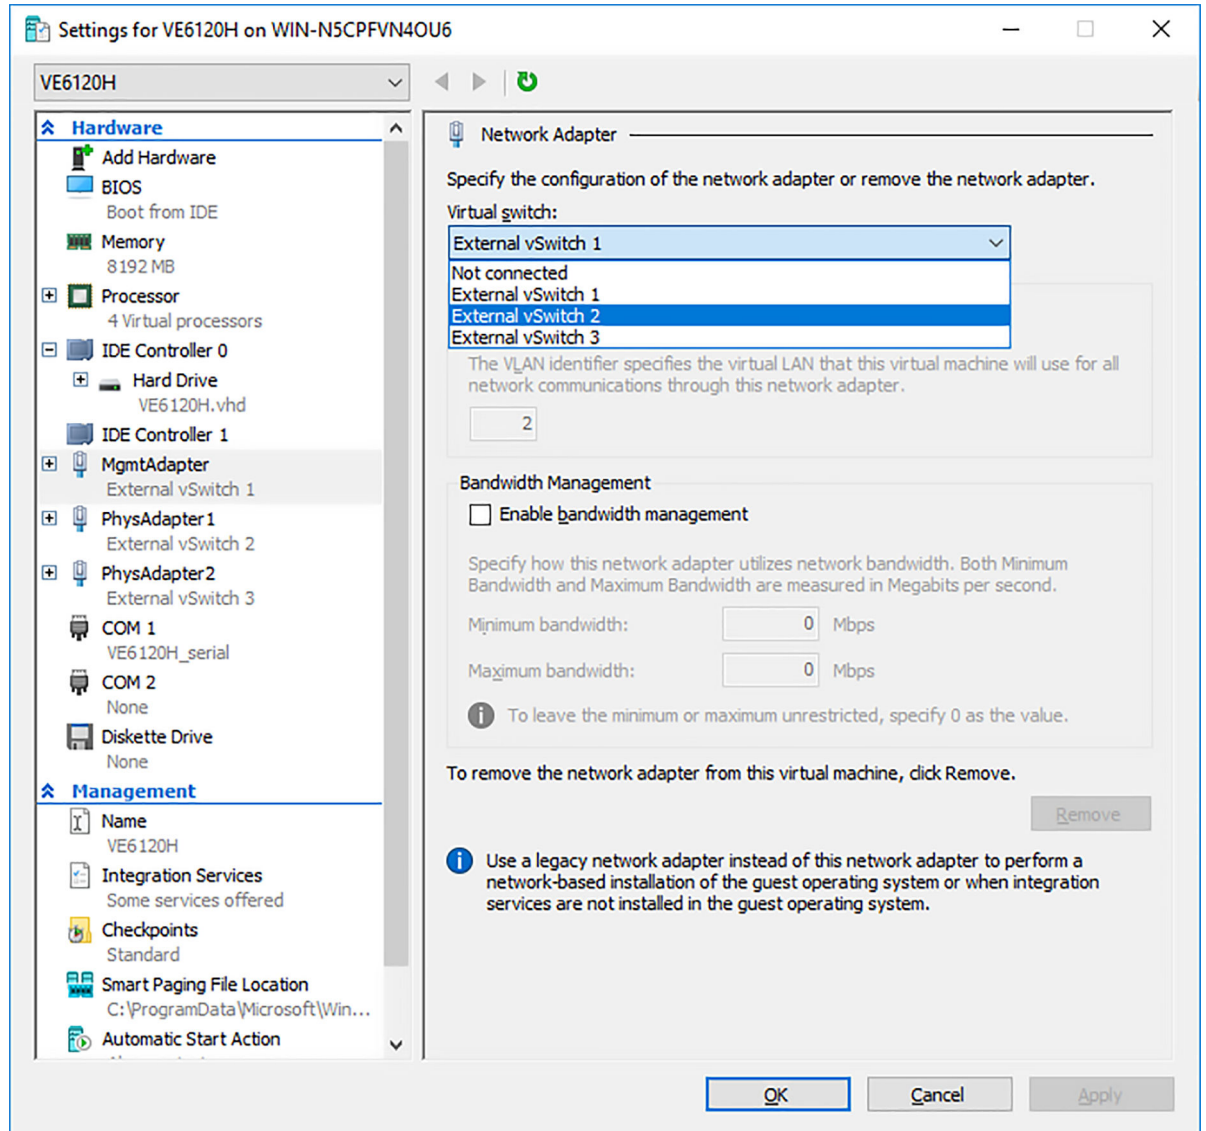 Settings for VE6120H on WIN-N5CPFVN4OU6
VE6120H
Hardware
Add Hardware
BIOS
Boot from IDE
Memory
8192 MB
Processor
4 Virtual processors
IDE Controller 0
Hard Drive
VE6120H.vhd
IDE Controller 1
MgmtAdapter
External vSwitch 1
PhysAdapter1
External vSwitch 2
PhysAdapter2
External vSwitch 3
COM 1
VE6120H_serial
COM 2
None
Diskette Drive
None
Management
Name
VE6120H
Integration Services
Some services offered
Checkpoints
Standard
Smart Paging File Location
C:\ProgramData\Microsoft\Win...
Automatic Start Action
Network Adapter
Specify the configuration of the network adapter or remove the network adapter.
Virtual switch:
External vSwitch 1
Not connected
External vSwitch 1
External vSwitch 2
External vSwitch 3
The VLAN identifier specifies the virtual LAN that this virtual machine will use for all
network communications through this network adapter.
2
Bandwidth Management
Enable bandwidth management
Specify how this network adapter utilizes network bandwidth. Both Minimum
Bandwidth and Maximum Bandwidth are measured in Megabits per second.
Minimum bandwidth: 0 Mbps
Maximum bandwidth: 0 Mbps
To leave the minimum or maximum unrestricted, specify 0 as the value.
To remove the network adapter from this virtual machine, click Remove.
Remove
Use a legacy network adapter instead of this network adapter to perform a
network-based installation of the guest operating system or when integration
services are not installed in the guest operating system.
OK Cancel Apply